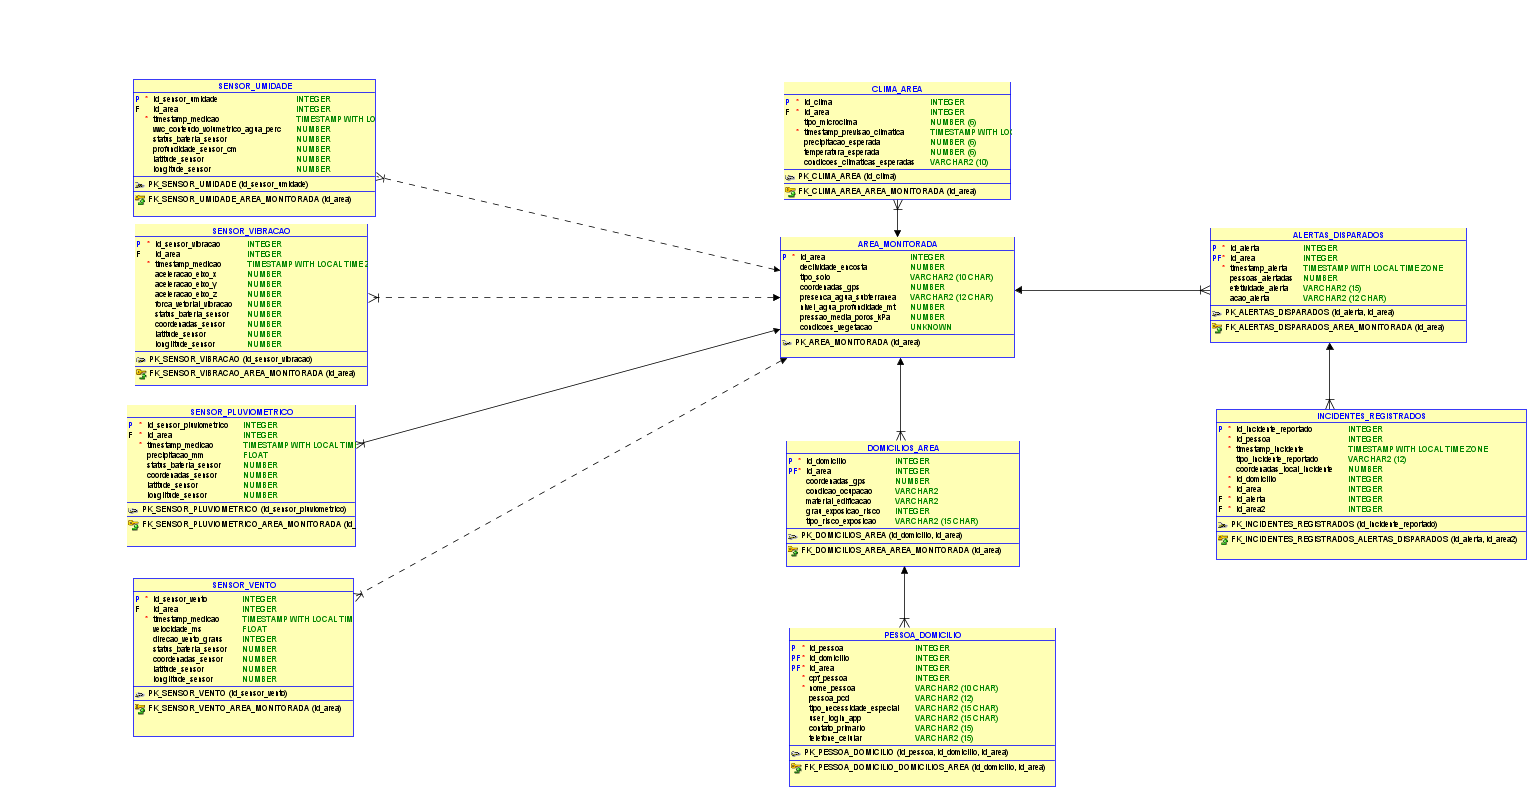 SENSOR_UMIDADE
P * id_sensor_umidade INTEGER
F id_area INTEGER
* timestamp_medicao TIMESTAMP WITH LO
vwc_conteudo_volumetrico_agua_perc NUMBER
status_bateria_sensor NUMBER
profundidade_sensor_cm NUMBER
latitude_sensor NUMBER
longitude_sensor NUMBER
PK_SENSOR_UMIDADE (id_sensor_umidade)
FK_SENSOR_UMIDADE_AREA_MONITORADA (id_area)
SENSOR_VIBRACAO
P * id_sensor_vibracao INTEGER
F id_area INTEGER
* timestamp_medicao TIMESTAMP WITH LOCAL TIME Z
aceleracao_eixo_x NUMBER
aceleracao_eixo_y NUMBER
aceleracao_eixo_z NUMBER
forca_vetorial_vibracao NUMBER
status_bateria_sensor NUMBER
coordenadas_sensor NUMBER
latitude_sensor NUMBER
longitude_sensor NUMBER
PK_SENSOR_VIBRACAO (id_sensor_vibracao)
FK_SENSOR_VIBRACAO_AREA_MONITORADA (id_area)
SENSOR_PLUVIOMETRICO
P * id_sensor_pluviometrico INTEGER
F * id_area INTEGER
* timestamp_medicao TIMESTAMP WITH LOCAL TIM
precipitacao_mm FLOAT
status_bateria_sensor NUMBER
coordenadas_sensor NUMBER
latitude_sensor NUMBER
longitude_sensor NUMBER
PK_SENSOR_PLUVIOMETRICO (id_sensor_pluviometrico)
FK_SENSOR_PLUVIOMETRICO_AREA_MONITORADA (id_
SENSOR_VENTO
P * id_sensor_vento INTEGER
F id_area INTEGER
* timestamp_medicao TIMESTAMP WITH LOCAL TIM
velocidade_ms FLOAT
direcao_vento_graus INTEGER
status_bateria_sensor NUMBER
coordenadas_sensor NUMBER
latitude_sensor NUMBER
longitude_sensor NUMBER
PK_SENSOR_VENTO (id_sensor_vento)
FK_SENSOR_VENTO_AREA_MONITORADA (id_area)
CLIMA_AREA
P * id_clima INTEGER
F * id_area INTEGER
tipo_microclima NUMBER (6)
* timestamp_previsao_climatica TIMESTAMP WITH LOC
precipitacao_esperada NUMBER (6)
temperatura_esperada NUMBER (6)
condicoes_climaticas_esperadas VARCHAR2 (10)
PK_CLIMA_AREA (id_clima)
FK_CLIMA_AREA_AREA_MONITORADA (id_area)
AREA_MONITORADA
P * id_area INTEGER
declividade_encosta NUMBER
tipo_solo VARCHAR2 (10 CHAR)
coordenadas_gps NUMBER
presenca_agua_subterranea VARCHAR2 (12 CHAR)
nivel_agua_profundidade_mt NUMBER
pressao_media_poros_kPa NUMBER
condicoes_vegetacao UNKNOWN
PK_AREA_MONITORADA (id_area)
DOMICILIOS_AREA
P * id_domicilio INTEGER
PF* id_area INTEGER
coordenadas_gps NUMBER
condicao_ocupacao VARCHAR2
material_edificacao VARCHAR2
grau_exposicao_risco INTEGER
tipo_risco_exposicao VARCHAR2 (15 CHAR)
PK_DOMICILIOS_AREA (id_domicilio, id_area)
FK_DOMICILIOS_AREA_AREA_MONITORADA (id_area)
PESSOA_DOMICILIO
P * id_pessoa INTEGER
PF* id_domicilio INTEGER
PF* id_area INTEGER
* cpf_pessoa INTEGER
* nome_pessoa VARCHAR2 (10 CHAR)
pessoa_pcd VARCHAR2 (12)
tipo_necessidade_especial VARCHAR2 (15 CHAR)
user_login_app VARCHAR2 (15 CHAR)
contato_primario VARCHAR2 (15)
telefone_celular VARCHAR2 (15)
PK_PESSOA_DOMICILIO (id_pessoa, id_domicilio, id_area)
FK_PESSOA_DOMICILIO_DOMICILIOS_AREA (id_domicilio, id_area)
ALERTAS_DISPARADOS
P * id_alerta INTEGER
PF* id_area INTEGER
* timestamp_alerta TIMESTAMP WITH LOCAL TIME ZONE
pessoas_alertadas NUMBER
efetividade_alerta VARCHAR2 (15)
acao_alerta VARCHAR2 (12 CHAR)
PK_ALERTAS_DISPARADOS (id_alerta, id_area)
FK_ALERTAS_DISPARADOS_AREA_MONITORADA (id_area)
INCIDENTES_REGISTRADOS
P * id_incidente_reportado INTEGER
* id_pessoa INTEGER
* timestamp_incidente TIMESTAMP WITH LOCAL TIME ZONE
tipo_incidente_reportado VARCHAR2 (12)
coordenadas_local_incidente NUMBER
* id_domicilio INTEGER
* id_area INTEGER
F * id_alerta INTEGER
F * id_area2 INTEGER
PK_INCIDENTES_REGISTRADOS (id_incidente_reportado)
FK_INCIDENTES_REGISTRADOS_ALERTAS_DISPARADOS (id_alerta, id_area2)